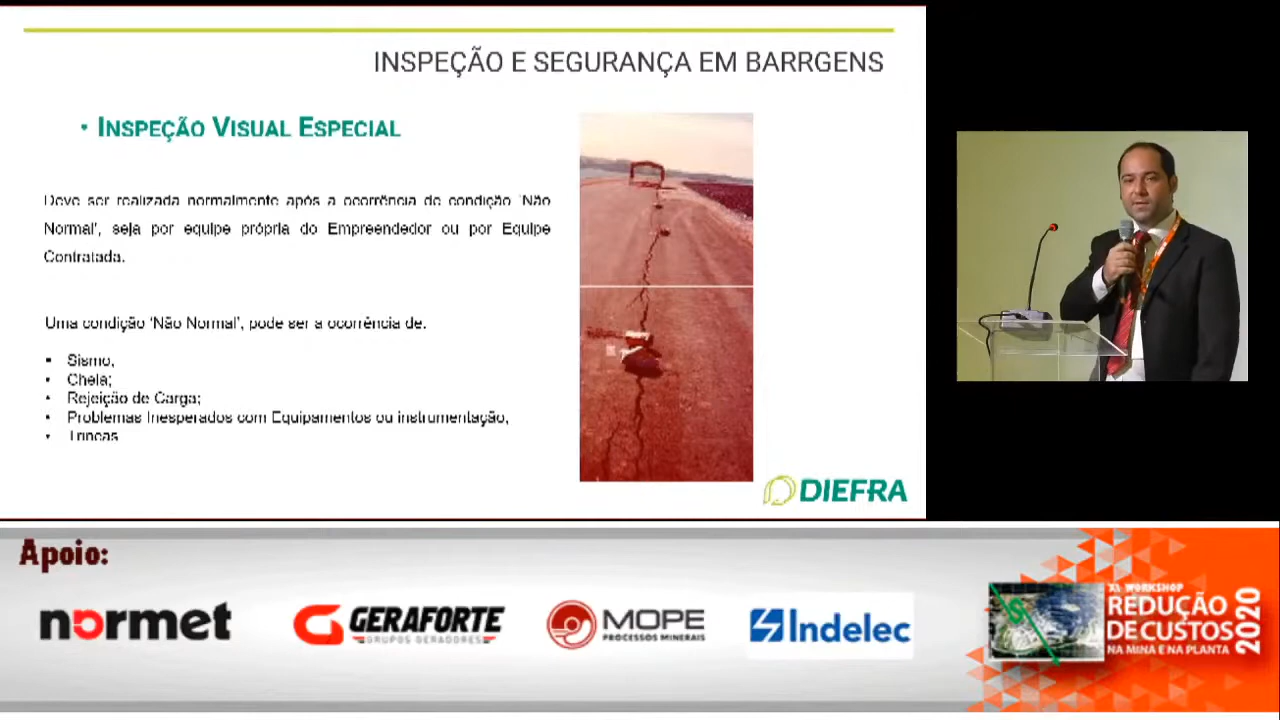 INSPEÇÃO E SEGURANÇA EM BARRGENS
• INSPEÇÃO VISUAL ESPECIAL
Deve ser realizada normalmente após a ocorrência de condição 'Não
Normal', seja por equipe própria do Empreendedor ou por Equipe
Contratada.
Uma condição 'Não Normal', pode ser a ocorrência de.
▪ Sismo,
• Cheia;
• Rejeição de Carga;
• Problemas Inesperados com Equipamentos ou instrumentação,
• Trincas
DIEFRA
Apoio:
normet
GERAFORTE
GRUPOS GERADORES
MOPE
PROCESSOS MINERAIS
Indelec
XI WORKSHOP
REDUÇÃO
DE CUSTOS
NA MINA E NA PLANTA
2020